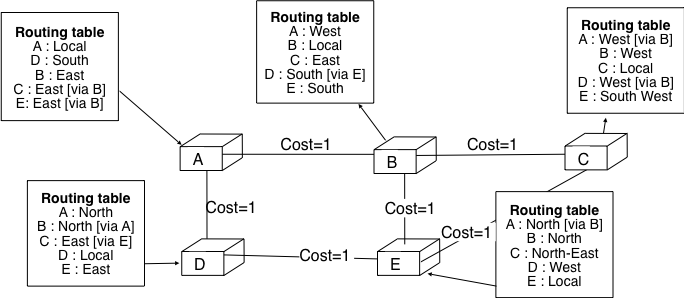 Routing table
A : Local
D : South
B : East
C : East [via B]
E: East [via B]
Routing table
A : West
B : Local
C : East
D : South [via E]
E : South
Routing table
A : West [via B]
B : West
C : Local
D : West [via B]
E : South West
A
Cost=1
B
Cost=1
C
Cost=1
Cost=1
Cost=1
Routing table
A : North
B : North [via A]
C : East [via E]
D : Local
E : East
D
Cost=1
E
Routing table
A : North [via B]
B : North
C : North-East
D : West
E : Local